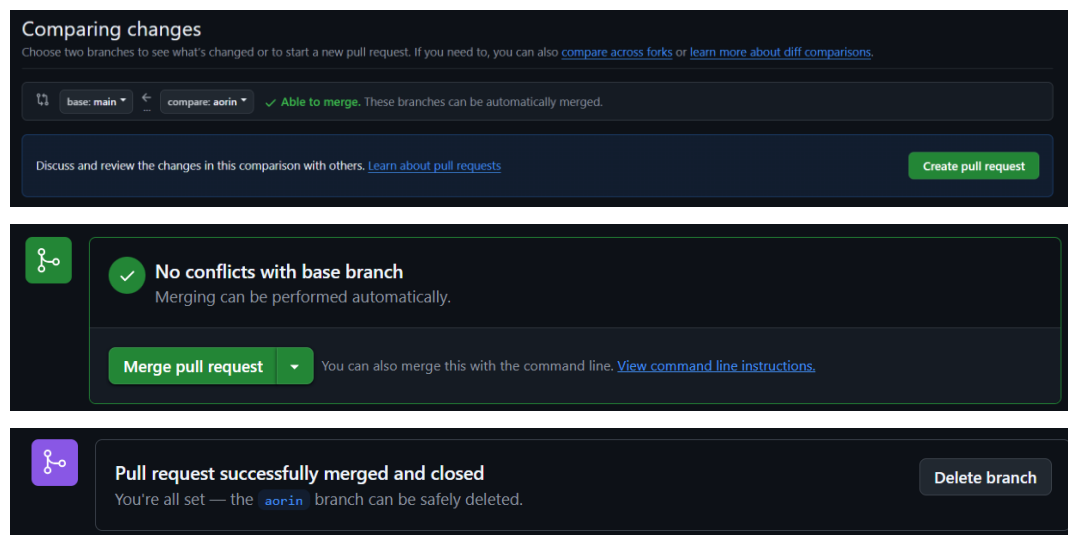 Comparing changes
Choose two branches to see what's changed or to start a new pull request. If you need to, you can also compare across forks or learn more about diff comparisons.
base: main compare: aorin Able to merge. These branches can be automatically merged.
Discuss and review the changes in this comparison with others. Learn about pull requests Create pull request
No conflicts with base branch
Merging can be performed automatically.
Merge pull request You can also merge this with the command line. View command line instructions.
Pull request successfully merged and closed
You're all set — the aorin branch can be safely deleted.
Delete branch